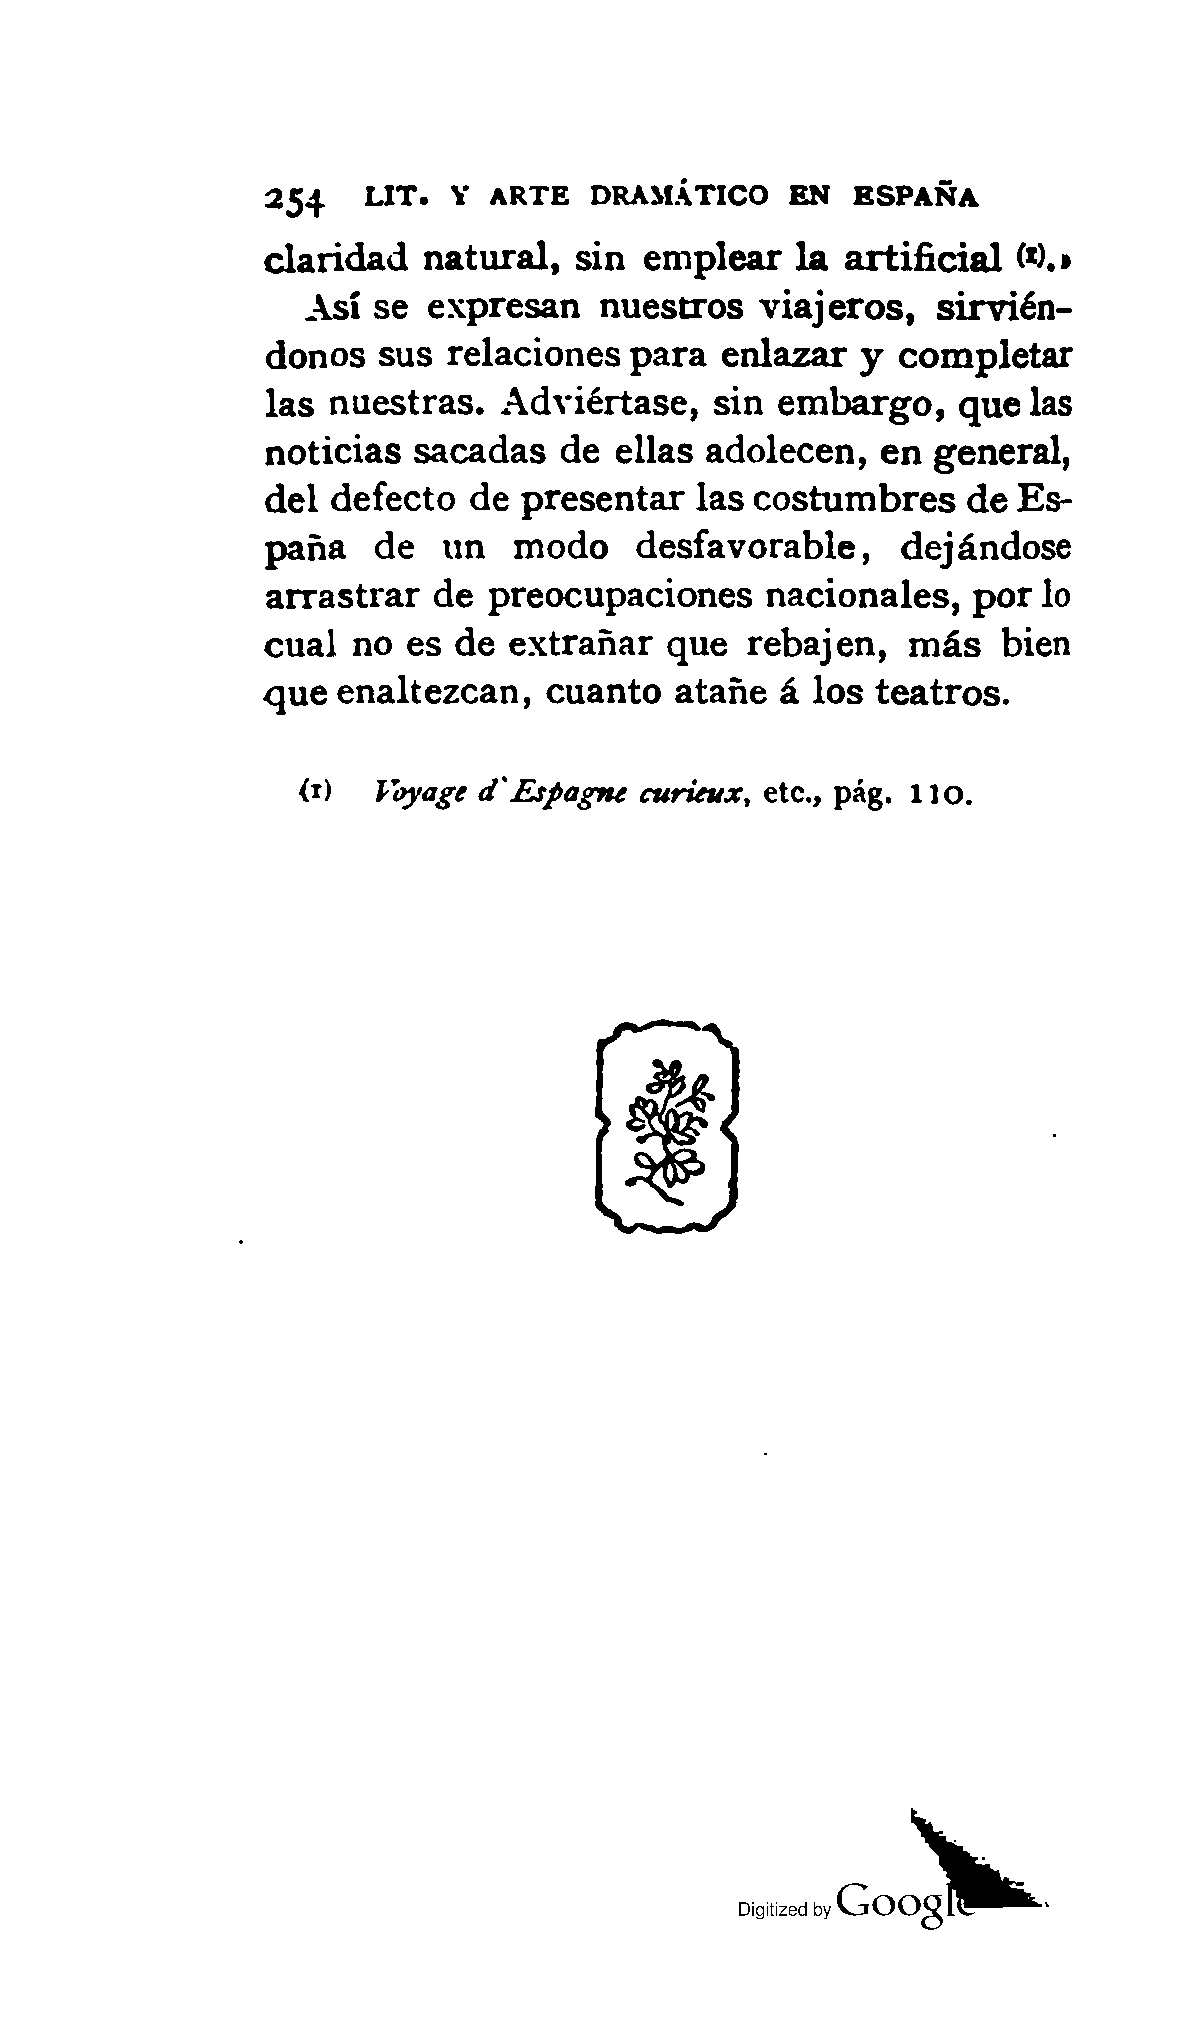 254 LIT. Y ARTE DRAMÁTICO EN ESPAÑA
claridad natural, sin emplear la artificial (1).»
Así se expresan nuestros viajeros, sirvién-
donos sus relaciones para enlazar y completar
las nuestras. Adviértase, sin embargo, que las
noticias sacadas de ellas adolecen, en general,
del defecto de presentar las costumbres de Es-
paña de un modo desfavorable, dejándose
arrastrar de preocupaciones nacionales, por lo
cual no es de extrañar que rebajen, más bien
que enaltezcan, cuanto atañe á los teatros.
(1) Voyage d'Espagne curieux, etc., pág. 110.
Digitized by Google